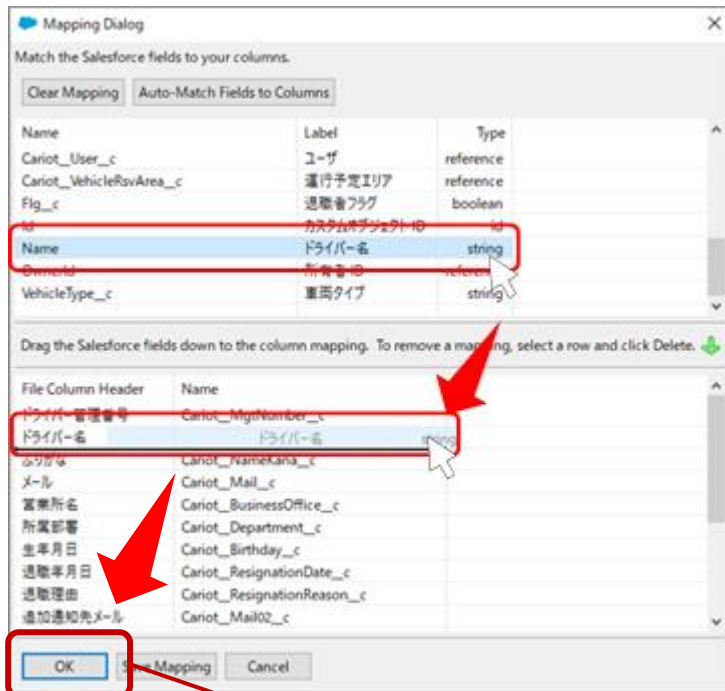 Mapping Dialog
Match the Salesforce fields to your columns.
Clear Mapping Auto-Match Fields to Columns
Name Label Type
Cariot__User__c ユーザ reference
Cariot__VehicleRsvArea__c 運行予定エリア reference
Flg__c 退職者フラグ boolean
Id カスタムオブジェクト ID id
Name ドライバー名 string
OwnerId 所有者 ID reference
VehicleType__c 車両タイプ string
Drag the Salesforce fields down to the column mapping. To remove a mapping, select a row and click Delete.
File Column Header Name
ドライバー管理番号 Cariot__MgtNumber__c
ドライバー名 ドライバー名 string
ふりがな Cariot__NameKana__c
メール Cariot__Mail__c
営業所名 Cariot__BusinessOffice__c
所属部署 Cariot__Department__c
生年月日 Cariot__Birthday__c
退職年月日 Cariot__ResignationDate__c
退職理由 Cariot__ResignationReason__c
追加通知先メール Cariot__Mail02__c
OK Save Mapping Cancel